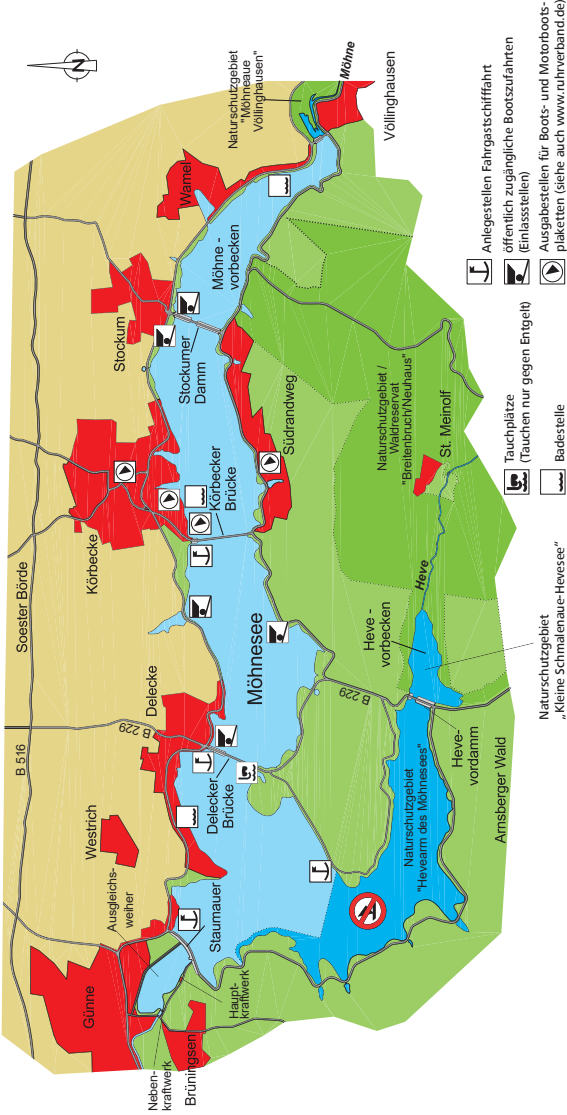 N
Soester Börde
B 516
Günne
Westrich
Delecke
Körbecke
Stockum
Wamel
Naturschutzgebiet
"Möhneaue
Völlinghausen"
Möhne
Völlinghausen
Ausgleichs-
weiher
B 229
Möhne -
vorbecken
Stockumer
Damm
Körbecker
Brücke
Südrandweg
Möhnesee
Delecker
Brücke
Staumauer
Haupt-
kraftwerk
Neben-
kraftwerk
Brüningsen
B 229
Naturschutzgebiet /
Waldreservat
"Breitenbruch/Neuhaus"
St. Meinolf
Heve
Heve -
vorbecken
Heve-
vordamm
Naturschutzgebiet
"Hevearm des Möhnesees"
Arnsberger Wald
Naturschutzgebiet
„Kleine Schmalenaue-Hevesee“
Tauchplätze
(Tauchen nur gegen Entgelt)
Badestelle
Anlegestellen Fahrgastschifffahrt
öffentlich zugängliche Bootszufahrten
(Einlassstellen)
Ausgabestellen für Boots- und Motorboots-
plaketten (siehe auch www.ruhrverband.de)